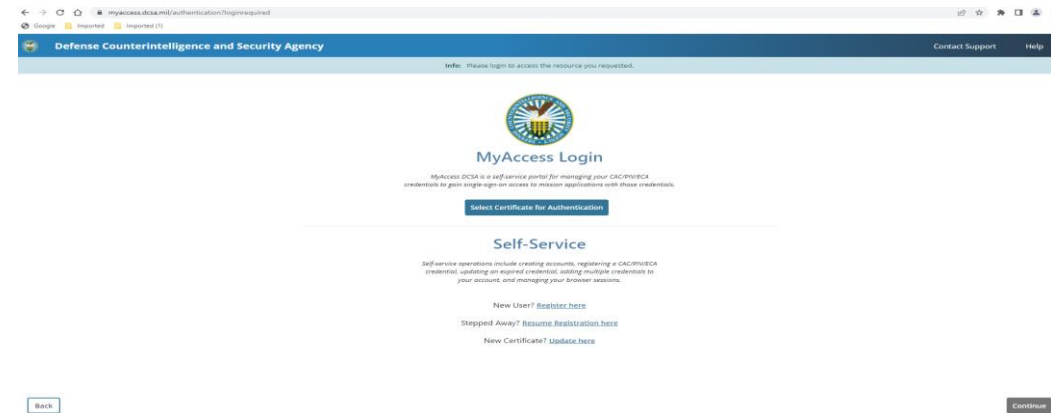 myaccess.dcsa.mil/authentication?loginrequired
Google Imported Imported (1)
Defense Counterintelligence and Security Agency Contact Support Help
Info: Please login to access the resource you requested.
MyAccess Login
MyAccess DCSA is a self-service portal for managing your CAC/PIV/ECA
credentials to gain single-sign-on access to mission applications with those credentials.
Select Certificate for Authentication
Self-Service
Self-service operations include creating accounts, registering a CAC/PIV/ECA
credential, updating an expired credential, adding multiple credentials to
your account, and managing your browser sessions.
New User? Register here
Stepped Away? Resume Registration here
New Certificate? Update here
Back Continue